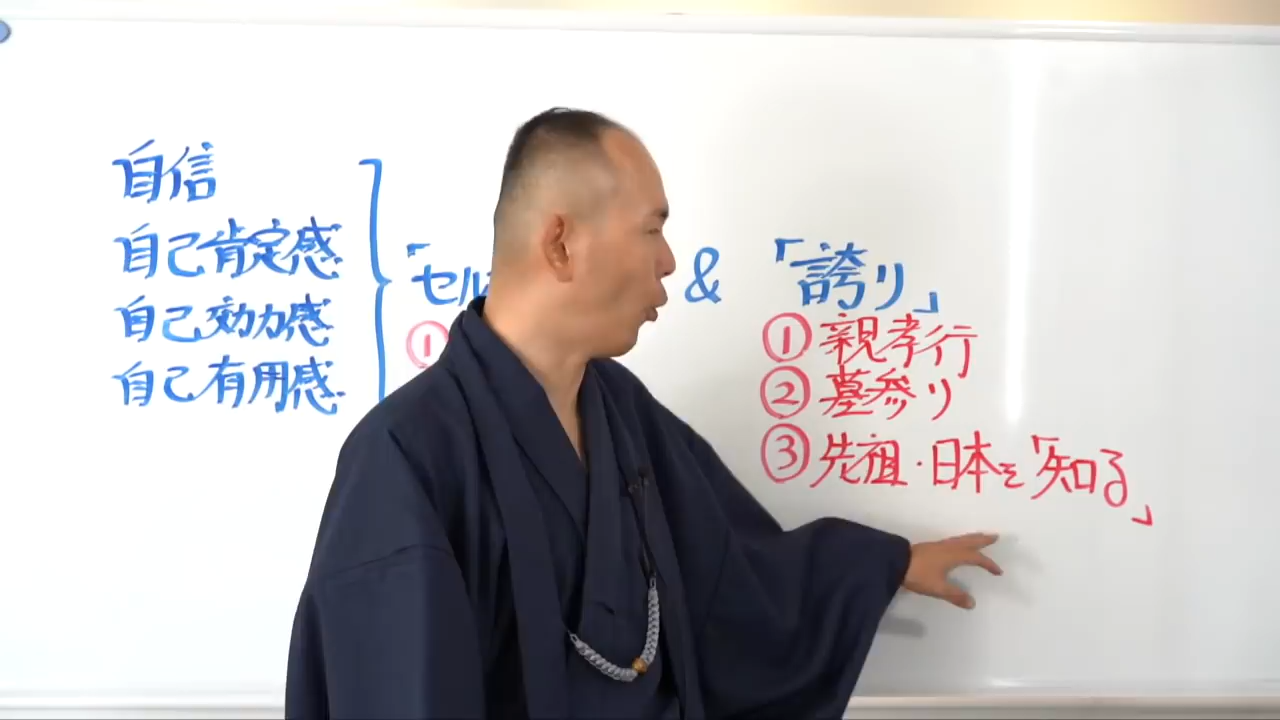 自信
自己肯定感
自己効力感
自己有用感
「セル
①
&
「誇り」
①親孝行
②墓参り
③先祖・日本を「知る」